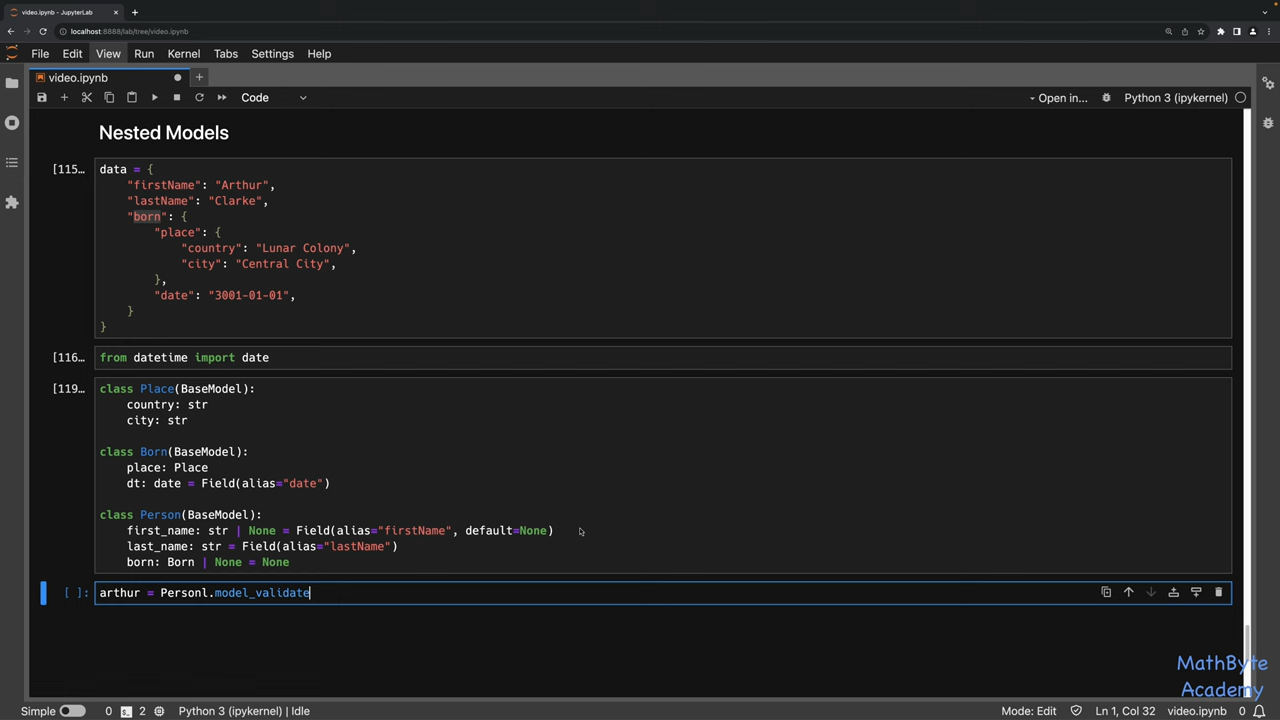 video.ipynb - JupyterLab
localhost:8888/lab/tree/video.ipynb
File Edit View Run Kernel Tabs Settings Help
video.ipynb
Code Open in... Python 3 (ipykernel)
Nested Models
[115... data = {
"firstName": "Arthur",
"lastName": "Clarke",
"born": {
"place": {
"country": "Lunar Colony",
"city": "Central City",
},
"date": "3001-01-01",
}
}
[116... from datetime import date
[119... class Place(BaseModel):
country: str
city: str
class Born(BaseModel):
place: Place
dt: date = Field(alias="date")
class Person(BaseModel):
first_name: str | None = Field(alias="firstName", default=None)
last_name: str = Field(alias="lastName")
born: Born | None = None
[ ]: arthur = Personl.model_validate
MathByte
Academy
Simple 0 2 Python 3 (ipykernel) | Idle Mode: Edit Ln 1, Col 32 video.ipynb 0